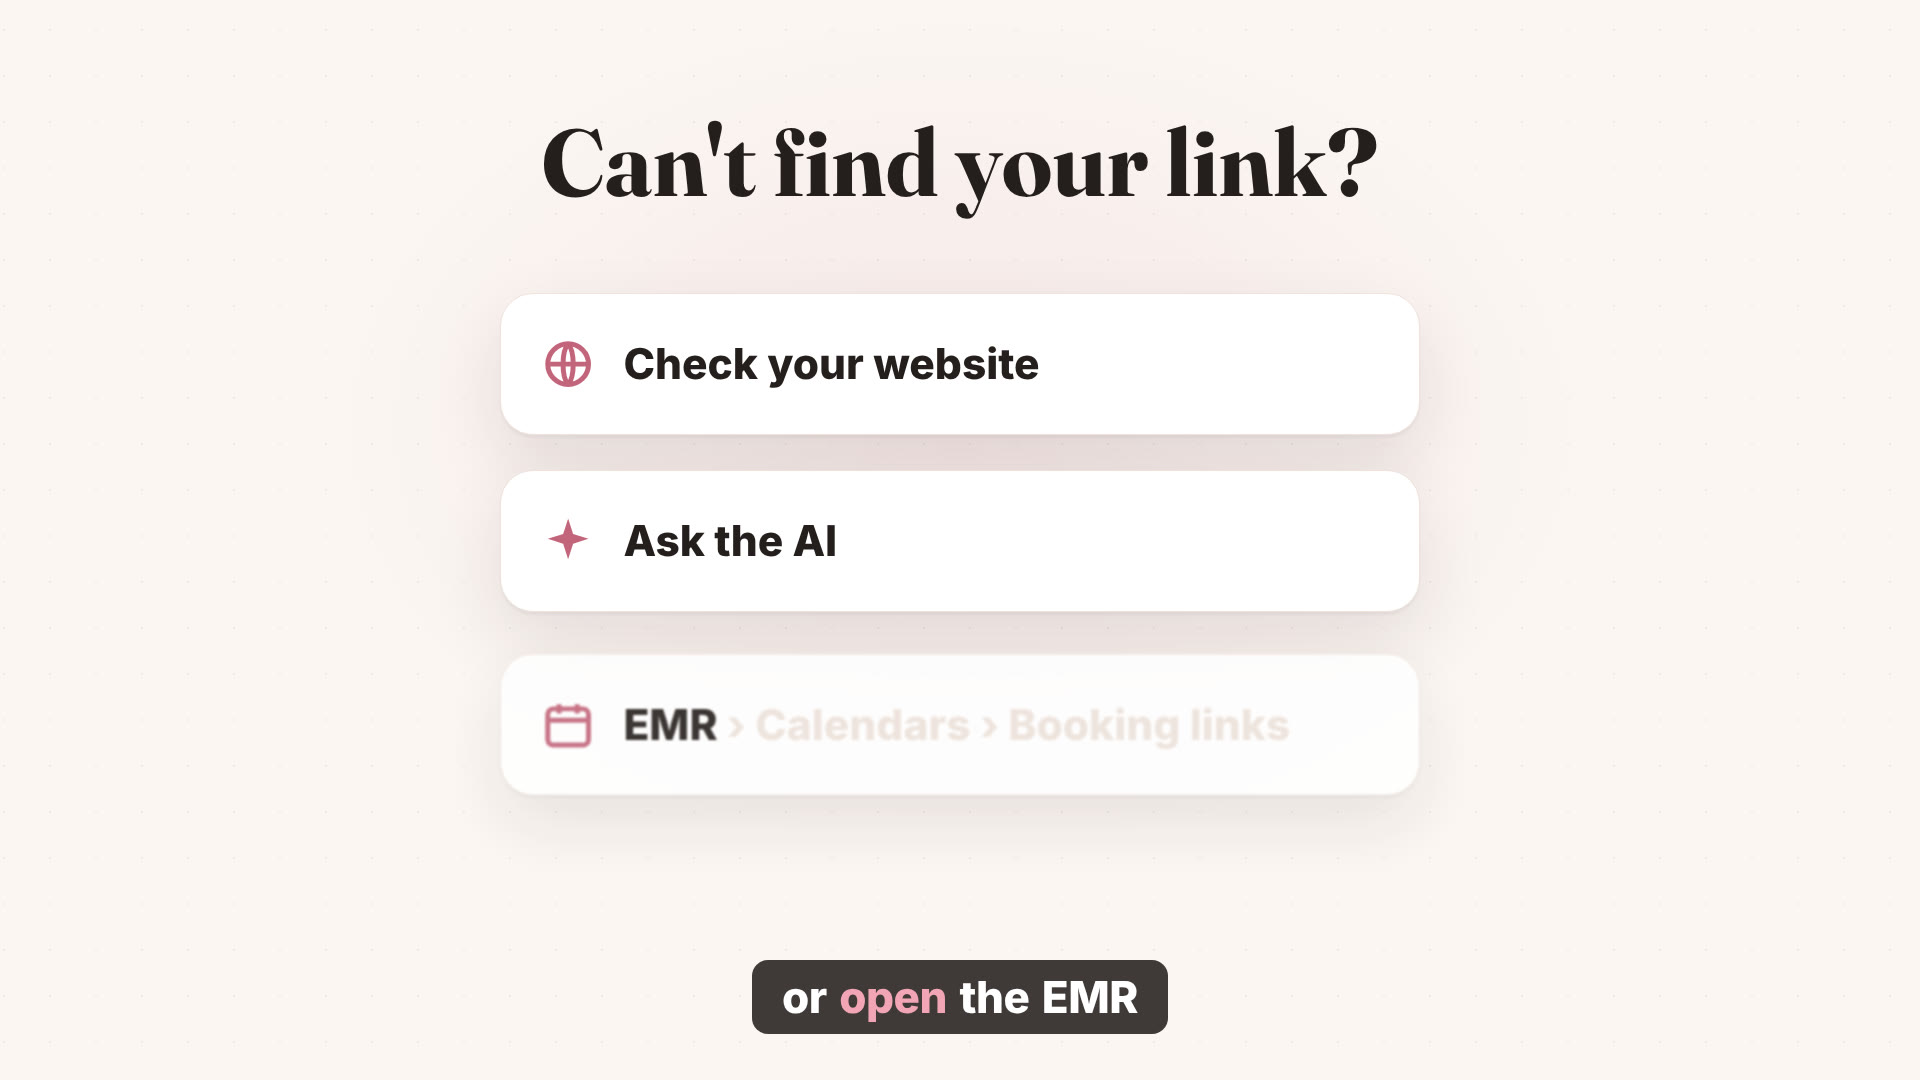 Can't find your link?
Check your website
Ask the AI
EMR › Calendars › Booking links
or open the EMR